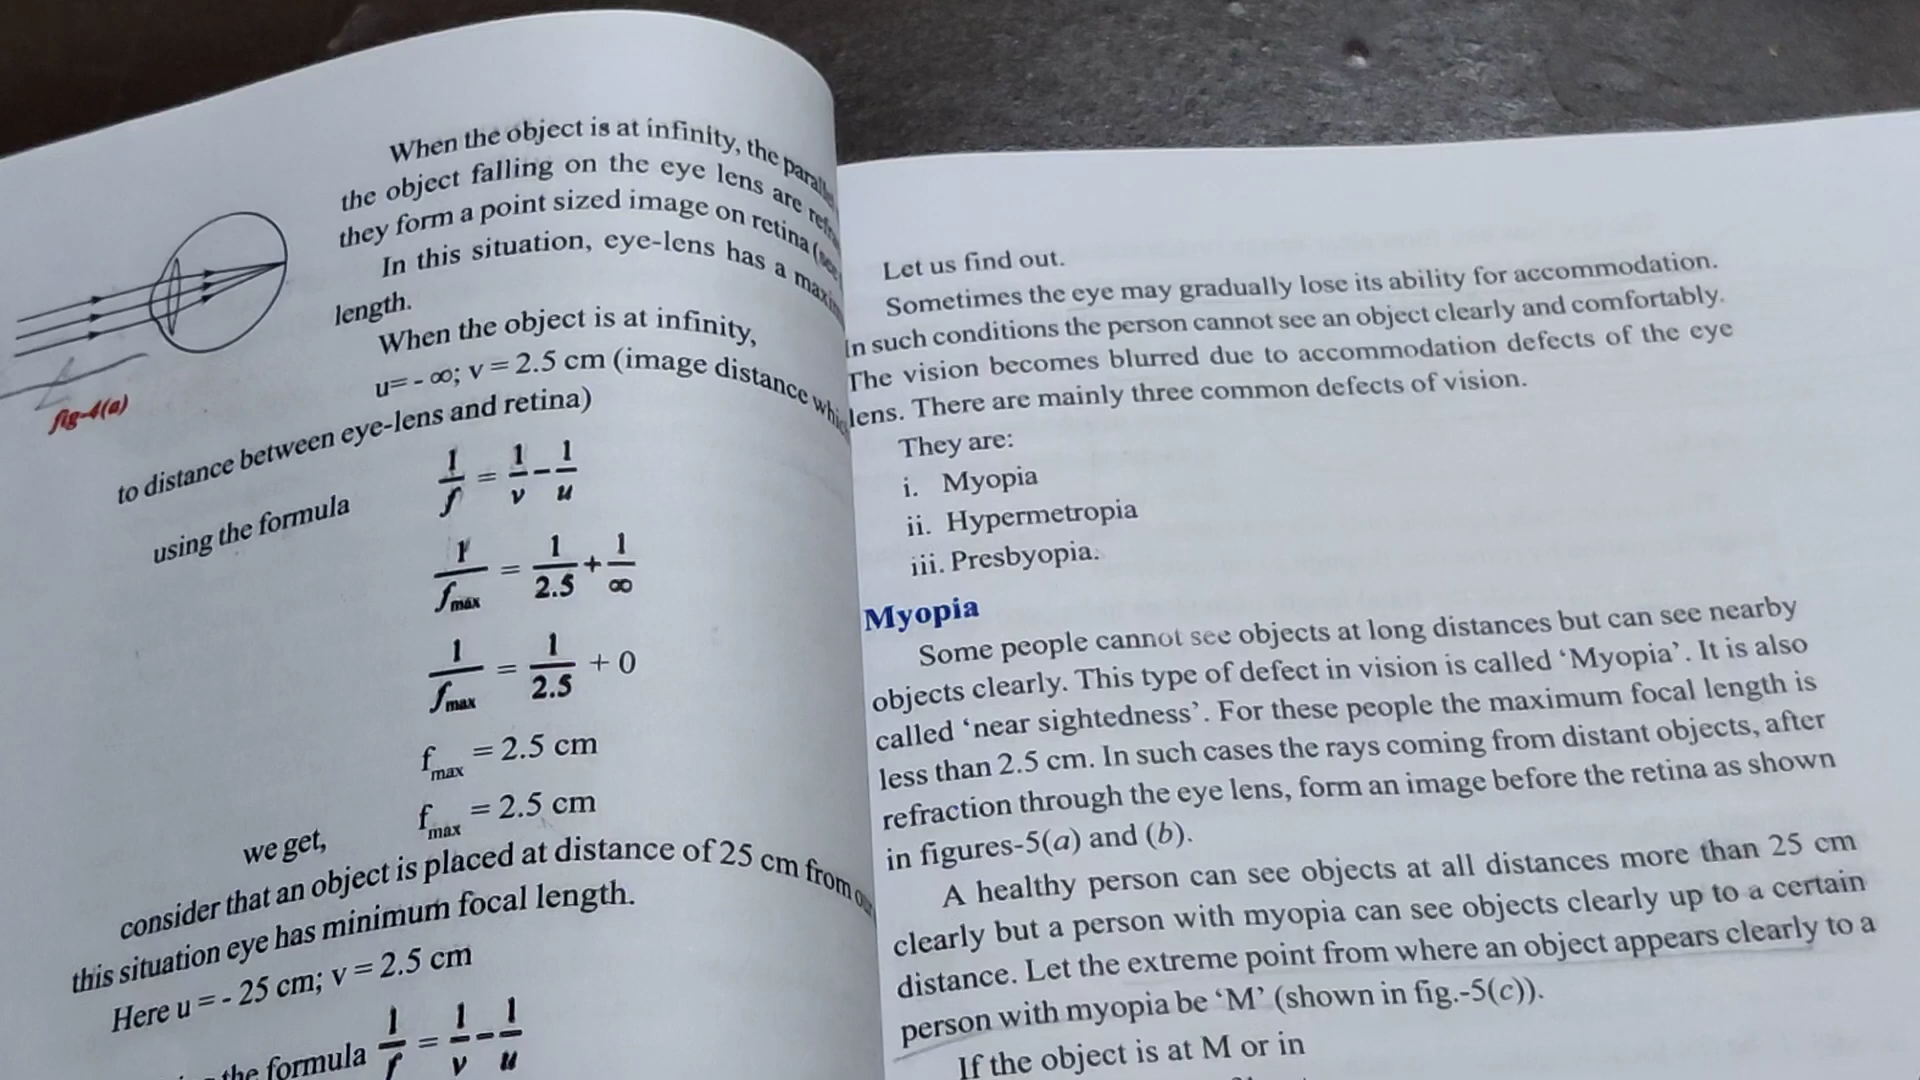 When the object is at infinity, the
the object falling on the eye lens are
they form a point sized image on retina
In this situation, eye-lens has a
length.
When the object is at infinity,
u= - ∞; v = 2.5 cm (image distance
to distance between eye-lens and retina)
fig-4(a)
using the formula 1/f = 1/v - 1/u
1/fmax = 1/2.5 + 1/∞
1/fmax = 1/2.5 + 0
fmax = 2.5 cm
we get, fmax = 2.5 cm
consider that an object is placed at distance of 25 cm from
this situation eye has minimum focal length.
Here u = - 25 cm; v = 2.5 cm
the formula 1/f = 1/v - 1/u
Let us find out.
Sometimes the eye may gradually lose its ability for accommodation.
In such conditions the person cannot see an object clearly and comfortably.
The vision becomes blurred due to accommodation defects of the eye
lens. There are mainly three common defects of vision.
They are:
i. Myopia
ii. Hypermetropia
iii. Presbyopia.
Myopia
Some people cannot see objects at long distances but can see nearby
objects clearly. This type of defect in vision is called ‘Myopia’. It is also
called ‘near sightedness’. For these people the maximum focal length is
less than 2.5 cm. In such cases the rays coming from distant objects, after
refraction through the eye lens, form an image before the retina as shown
in figures-5(a) and (b).
A healthy person can see objects at all distances more than 25 cm
clearly but a person with myopia can see objects clearly up to a certain
distance. Let the extreme point from where an object appears clearly to a
person with myopia be ‘M’ (shown in fig.-5(c)).
If the object is at M or in